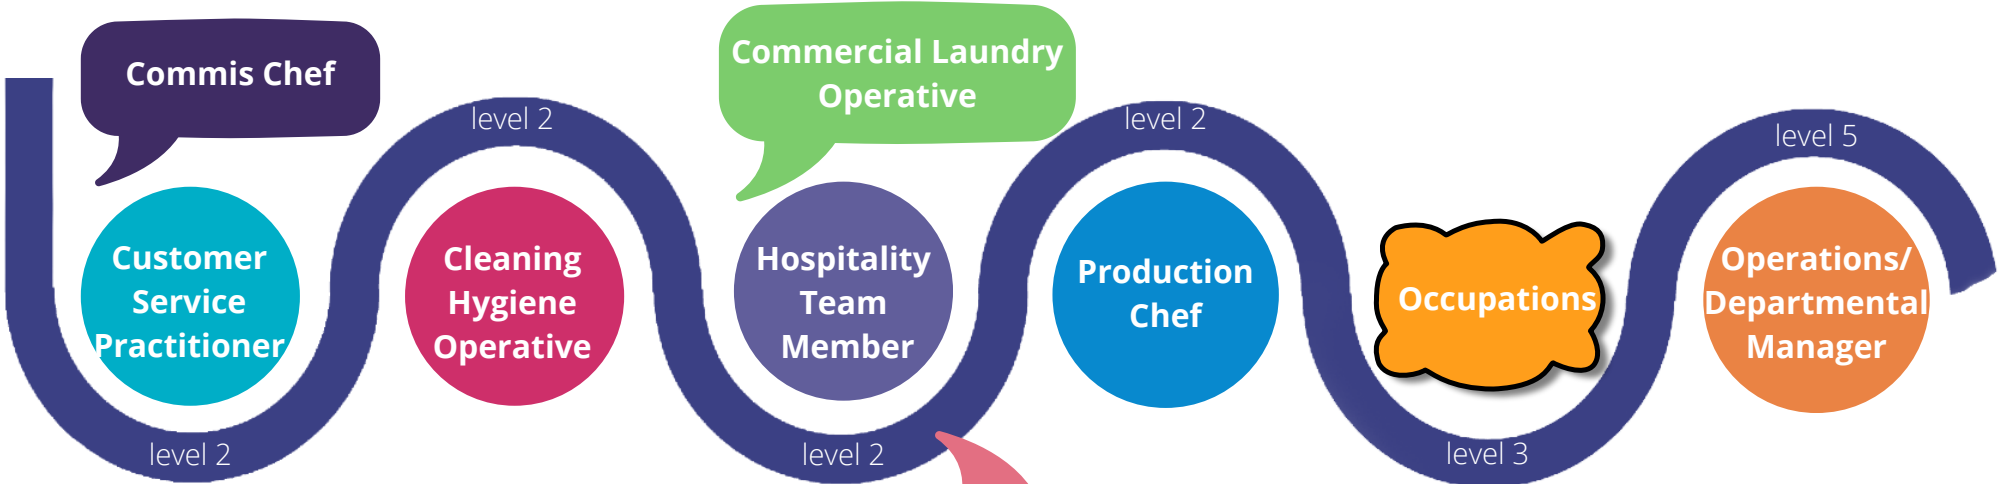 Commis Chef
Customer
Service
Practitioner
level 2
level 2
Cleaning
Hygiene
Operative
Commercial Laundry
Operative
Hospitality
Team
Member
level 2
level 2
Production
Chef
Occupations
level 3
level 5
Operations/
Departmental
Manager